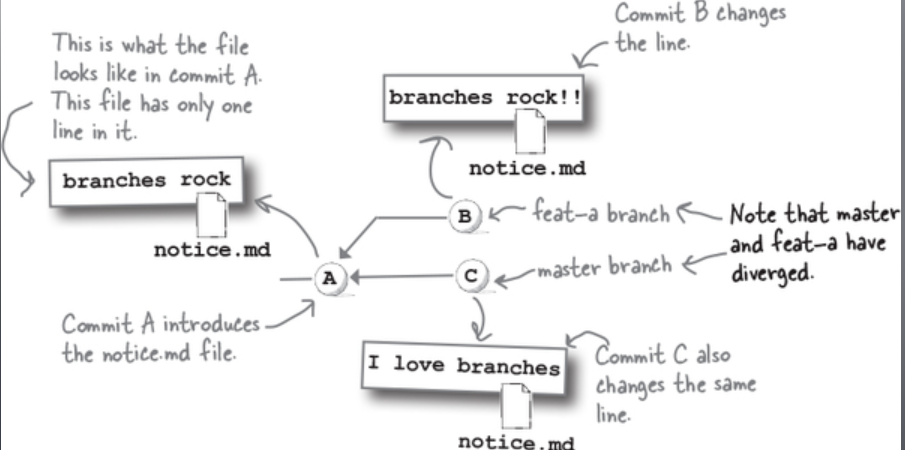 This is what the file
looks like in commit A.
This file has only one
line in it.
branches rock
notice.md
Commit A introduces
the notice.md file.
A
Commit B changes
the line.
branches rock!!
notice.md
B
feat-a branch
C
master branch
Note that master
and feat-a have
diverged.
I love branches
notice.md
Commit C also
changes the same
line.